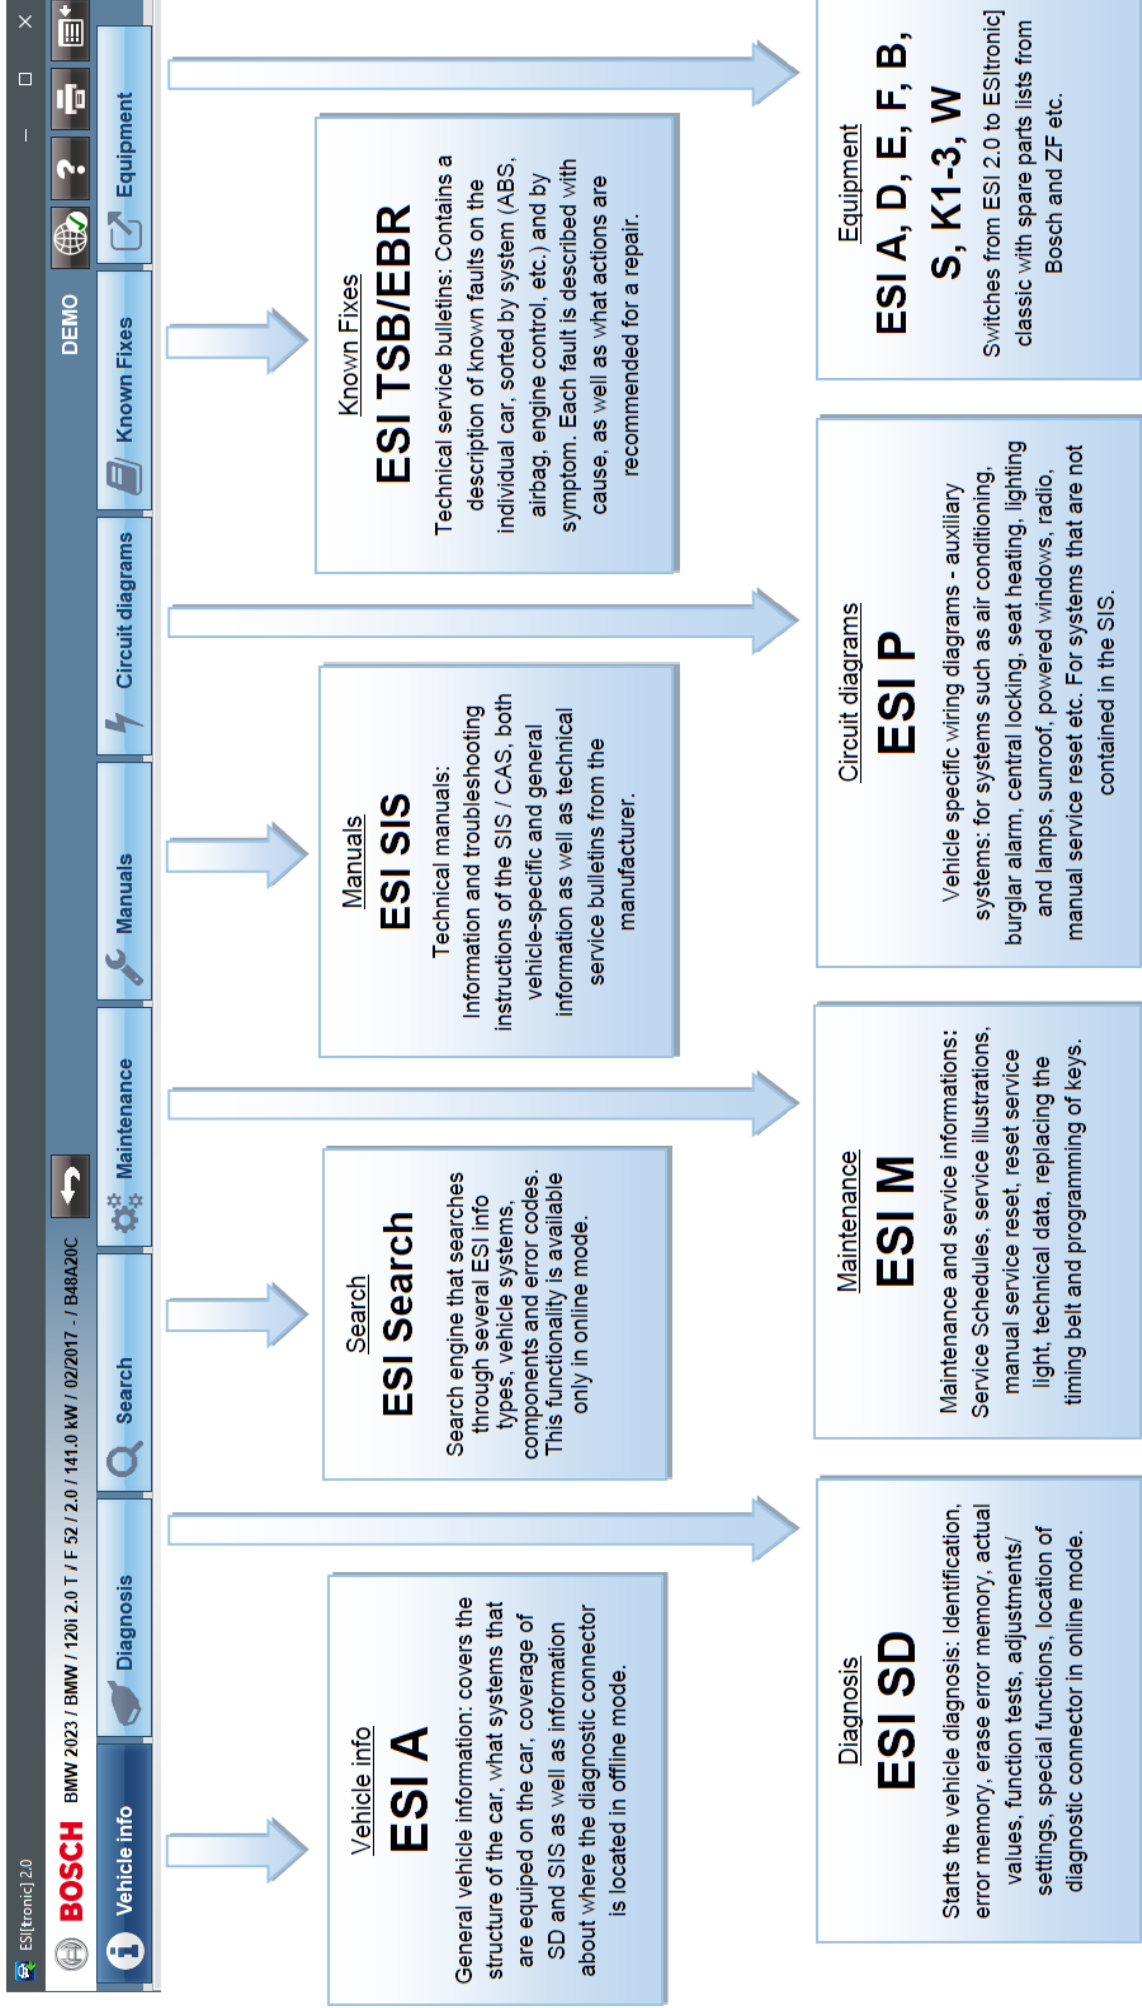 ESI[tronic] 2.0
BOSCH BMW 2023 / BMW / 120i 2.0 T / F 52 / 2.0 / 141.0 kW / 02/2017 - / B48A20C
DEMO
?
Vehicle info
Diagnosis
Search
Maintenance
Manuals
Circuit diagrams
Known Fixes
Equipment
Vehicle info
ESI A
General vehicle information: covers the
structure of the car, what systems that
are equiped on the car, coverage of
SD and SIS as well as information
about where the diagnostic connector
is located in offline mode.
Search
ESI Search
Search engine that searches
through several ESI info
types, vehicle systems,
components and error codes.
This functionality is available
only in online mode.
Manuals
ESI SIS
Technical manuals:
Information and troubleshooting
instructions of the SIS / CAS, both
vehicle-specific and general
information as well as technical
service bulletins from the
manufacturer.
Known Fixes
ESI TSB/EBR
Technical service bulletins: Contains a
description of known faults on the
individual car, sorted by system (ABS,
airbag, engine control, etc.) and by
symptom. Each fault is described with
cause, as well as what actions are
recommended for a repair.
Diagnosis
ESI SD
Starts the vehicle diagnosis: Identification,
error memory, erase error memory, actual
values, function tests, adjustments/
settings, special functions, location of
diagnostic connector in online mode.
Maintenance
ESI M
Maintenance and service informations:
Service Schedules, service illustrations,
manual service reset, reset service
light, technical data, replacing the
timing belt and programming of keys.
Circuit diagrams
ESI P
Vehicle specific wiring diagrams - auxiliary
systems: for systems such as air conditioning,
burglar alarm, central locking, seat heating, lighting
and lamps, sunroof, powered windows, radio,
manual service reset etc. For systems that are not
contained in the SIS.
Equipment
ESI A, D, E, F, B,
S, K1-3, W
Switches from ESI 2.0 to ESItronic]
classic with spare parts lists from
Bosch and ZF etc.